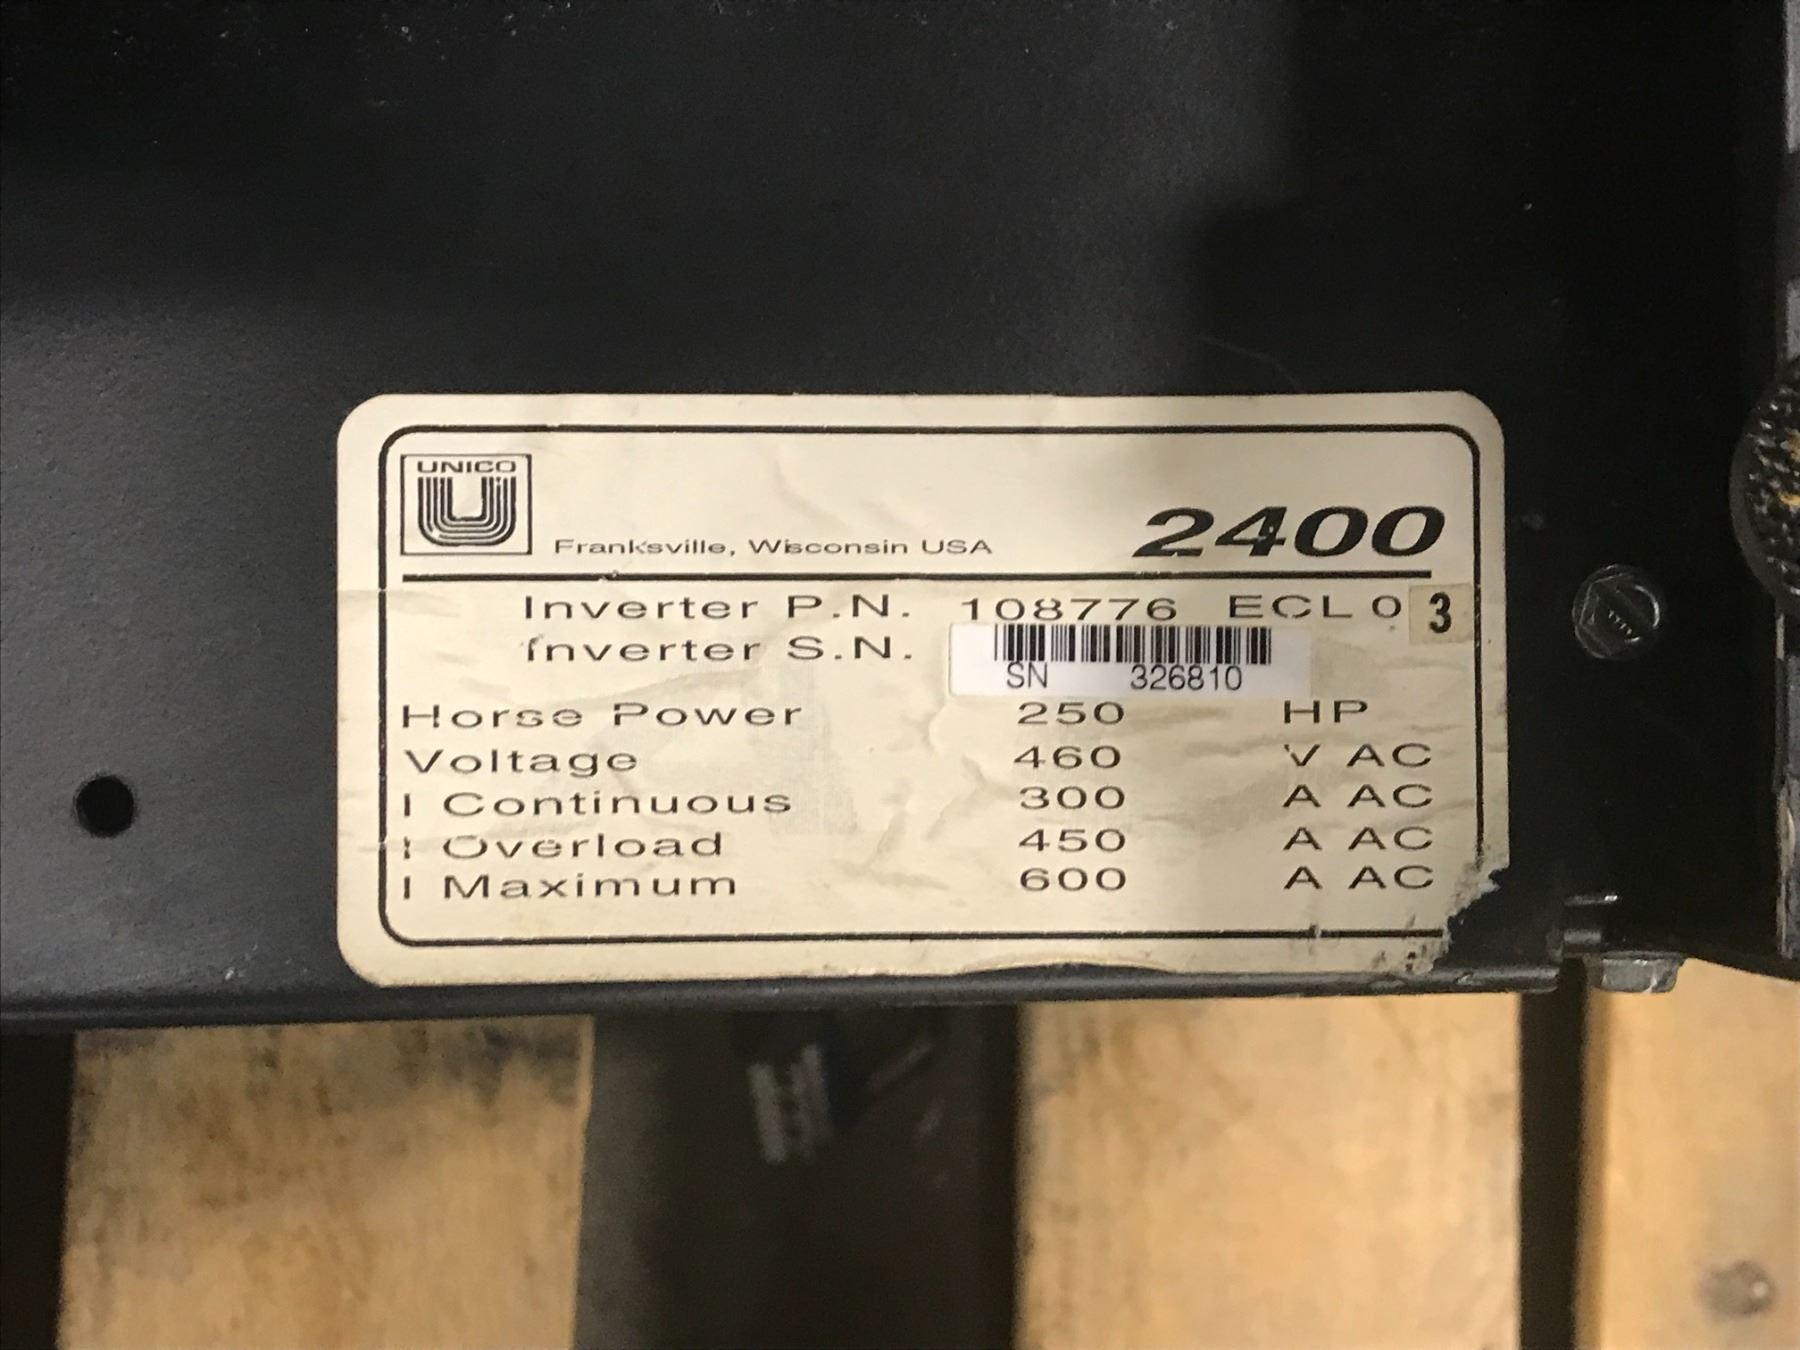 UNICO
Franksville, Wisconsin USA 2400
Inverter P.N. 108776 ECL 0 3
Inverter S.N.
SN 326810
Horse Power 250 HP
Voltage 460 V AC
I Continuous 300 A AC
I Overload 450 A AC
I Maximum 600 A AC